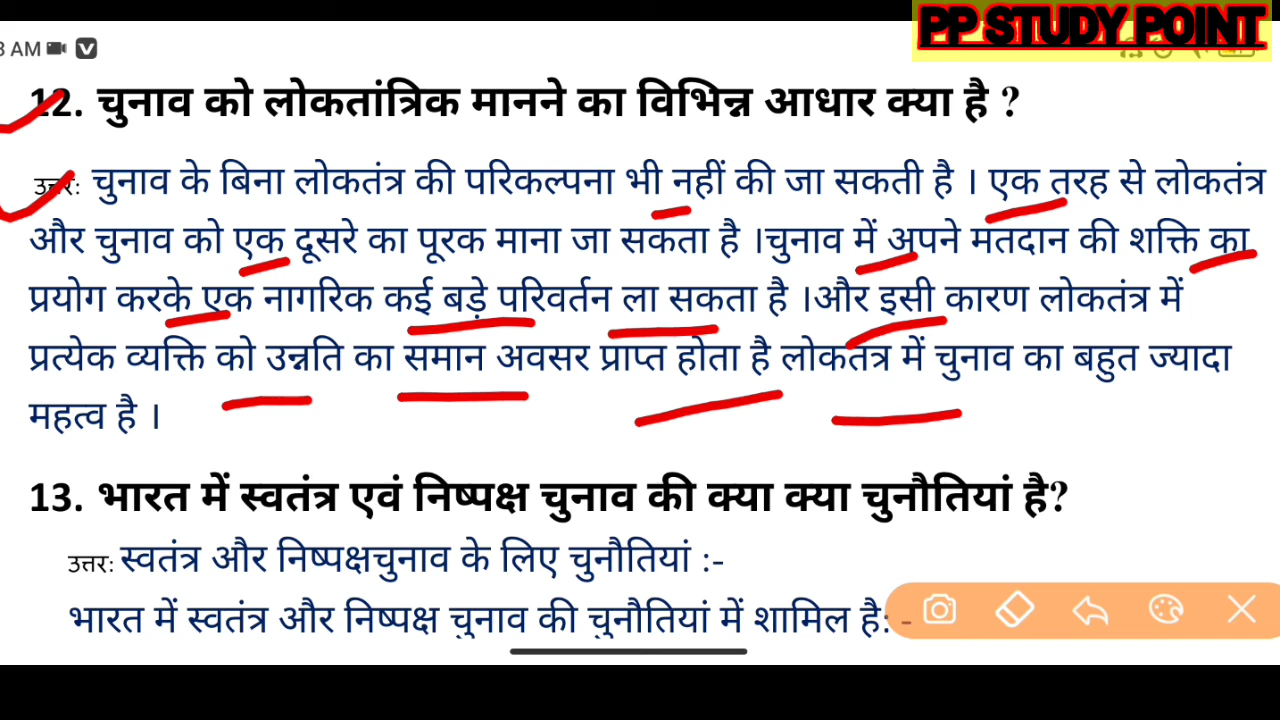 PP STUDY POINT
3 AM
12. चुनाव को लोकतांत्रिक मानने का विभिन्न आधार क्या है ?
उत्तर: चुनाव के बिना लोकतंत्र की परिकल्पना भी नहीं की जा सकती है । एक तरह से लोकतंत्र
और चुनाव को एक दूसरे का पूरक माना जा सकता है ।चुनाव में अपने मतदान की शक्ति का
प्रयोग करके एक नागरिक कई बड़े परिवर्तन ला सकता है ।और इसी कारण लोकतंत्र में
प्रत्येक व्यक्ति को उन्नति का समान अवसर प्राप्त होता है लोकतंत्र में चुनाव का बहुत ज्यादा
महत्व है ।
13. भारत में स्वतंत्र एवं निष्पक्ष चुनाव की क्या क्या चुनौतियां है?
उत्तर: स्वतंत्र और निष्पक्षचुनाव के लिए चुनौतियां :-
भारत में स्वतंत्र और निष्पक्ष चुनाव की चुनौतियां में शामिल है: -